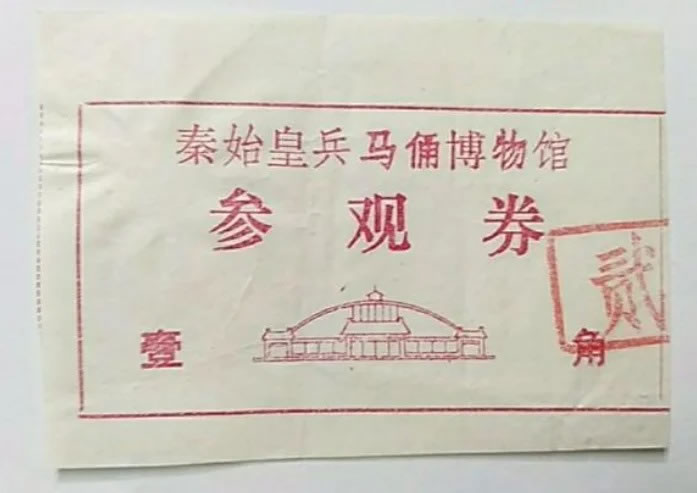 秦始皇兵马俑博物馆
参观券
壹角
贰